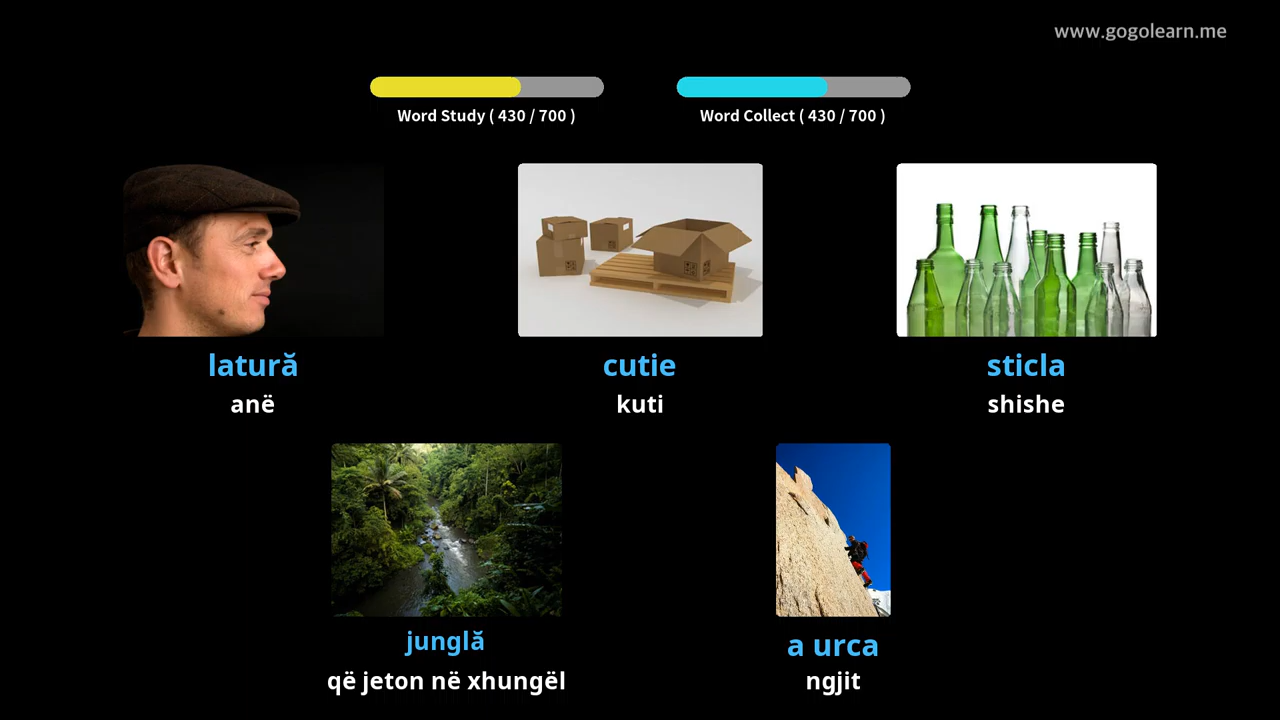 www.gogolearn.me
Word Study ( 430 / 700 )
Word Collect ( 430 / 700 )
latură
cutie
sticla
anë
kuti
shishe
junglă
a urca
që jeton në xhungël
ngjit